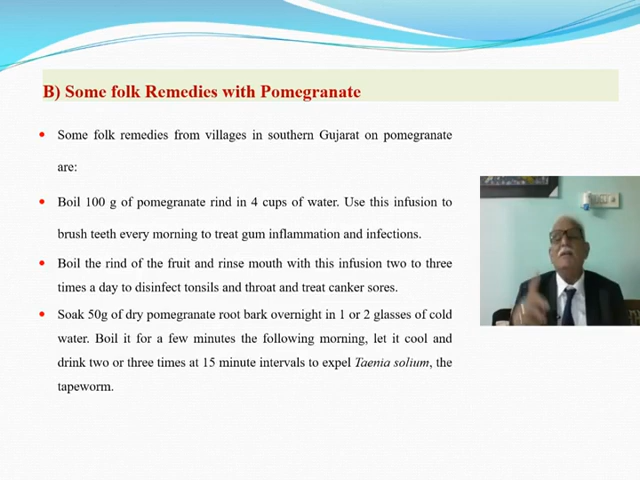 B) Some folk Remedies with Pomegranate
Some folk remedies from villages in southern Gujarat on pomegranate
are:
Boil 100 g of pomegranate rind in 4 cups of water. Use this infusion to
brush teeth every morning to treat gum inflammation and infections.
Boil the rind of the fruit and rinse mouth with this infusion two to three
times a day to disinfect tonsils and throat and treat canker sores.
Soak 50g of dry pomegranate root bark overnight in 1 or 2 glasses of cold
water. Boil it for a few minutes the following morning, let it cool and
drink two or three times at 15 minute intervals to expel Taenia solium, the
tapeworm.